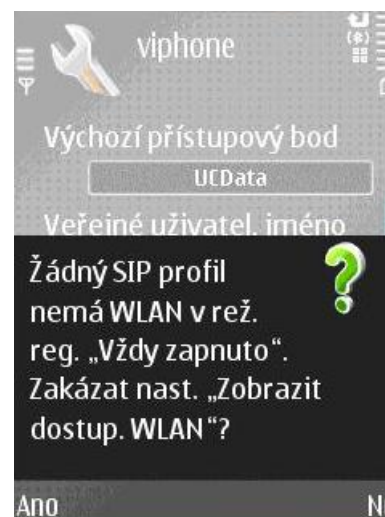 viphone
Výchozí přístupový bod
UCData
Veřejné uživatel. jméno
Žádný SIP profil
nemá WLAN v rež.
reg. „Vždy zapnuto“.
Zakázat nast. „Zobrazit
dostup. WLAN“?
Ano